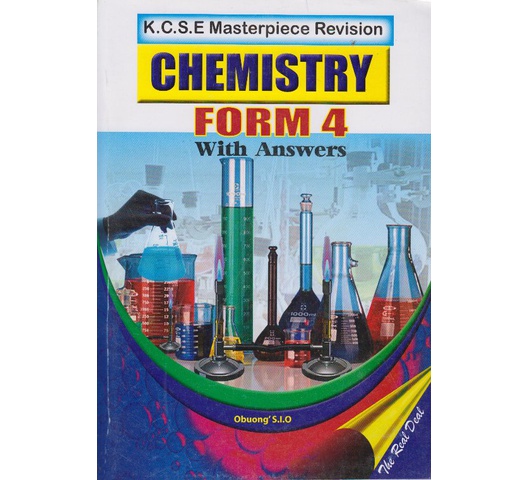 K.C.S.E Masterpiece Revision
CHEMISTRY
FORM 4
With Answers
Obuong'S.I.O
The Real Deal